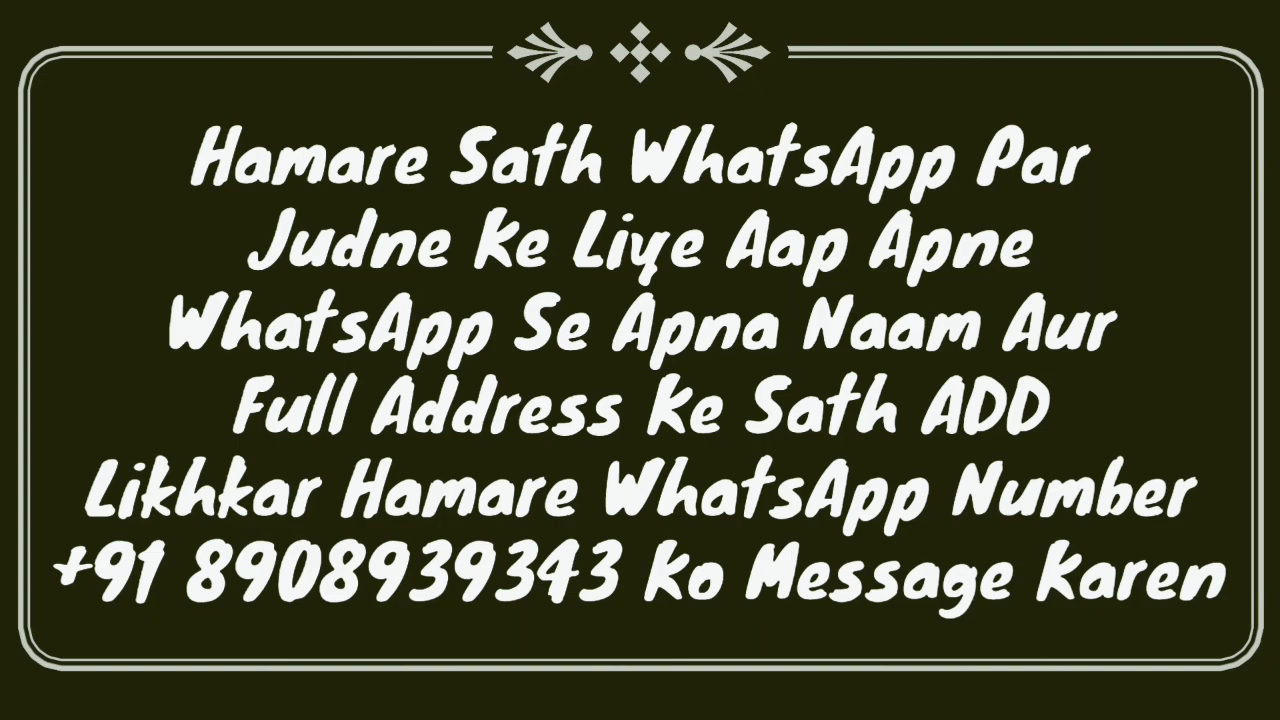 Hamare Sath WhatsApp Par
Judne Ke Liye Aap Apne
WhatsApp Se Apna Naam Aur
Full Address Ke Sath ADD
Likhkar Hamare WhatsApp Number
+91 8908939343 Ko Message Karen